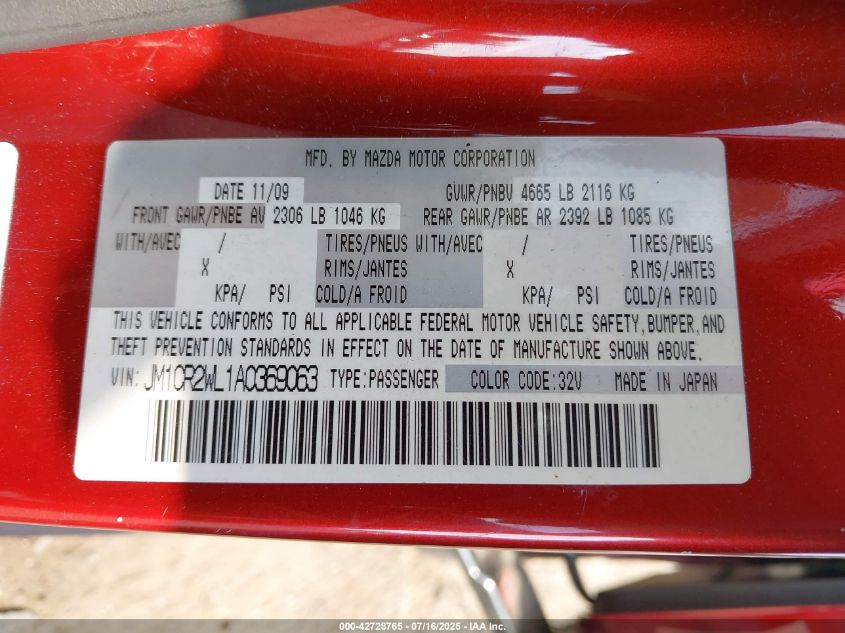 MFD. BY MAZDA MOTOR CORPORATION
DATE 11/09 GVWR/PNBV 4665 LB 2116 KG
FRONT GAWR/PNBE AV 2306 LB 1046 KG REAR GAWR/PNBE AR 2392 LB 1085 KG
WITH/AVEC / TIRES/PNEUS WITH/AVEC / TIRES/PNEUS
X RIMS/JANTES X RIMS/JANTES
KPA/ PSI COLD/A FROID KPA/ PSI COLD/A FROID
THIS VEHICLE CONFORMS TO ALL APPLICABLE FEDERAL MOTOR VEHICLE SAFETY, BUMPER, AND
THEFT PREVENTION STANDARDS IN EFFECT ON THE DATE OF MANUFACTURE SHOWN ABOVE.
VIN: JM1CR2WL1A0369063 TYPE:PASSENGER COLOR CODE:32V MADE IN JAPAN
000-42728765 - 07/16/2025 - IAA Inc.